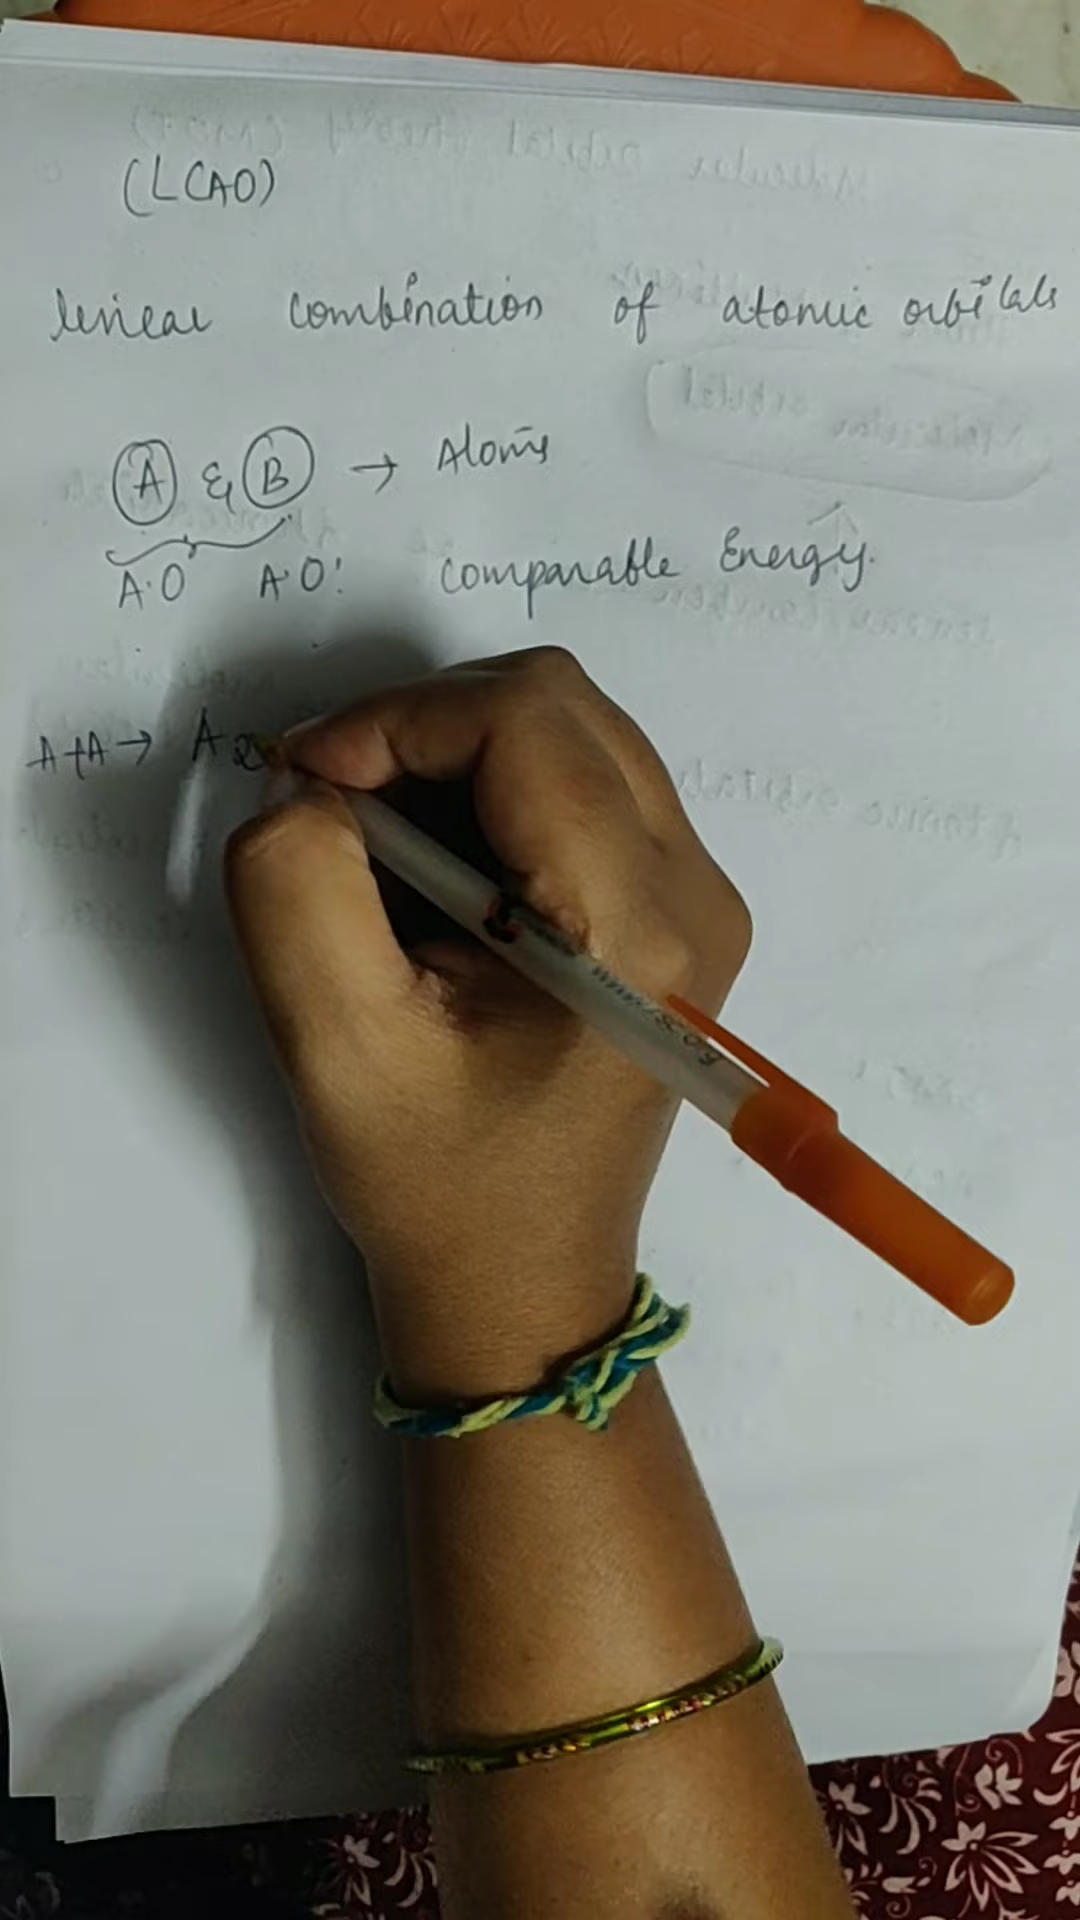 (LCAO)
linear combination of atomic orbitals
A & B → Atoms
A.O A.O! comparable Energy.
A+A → A2